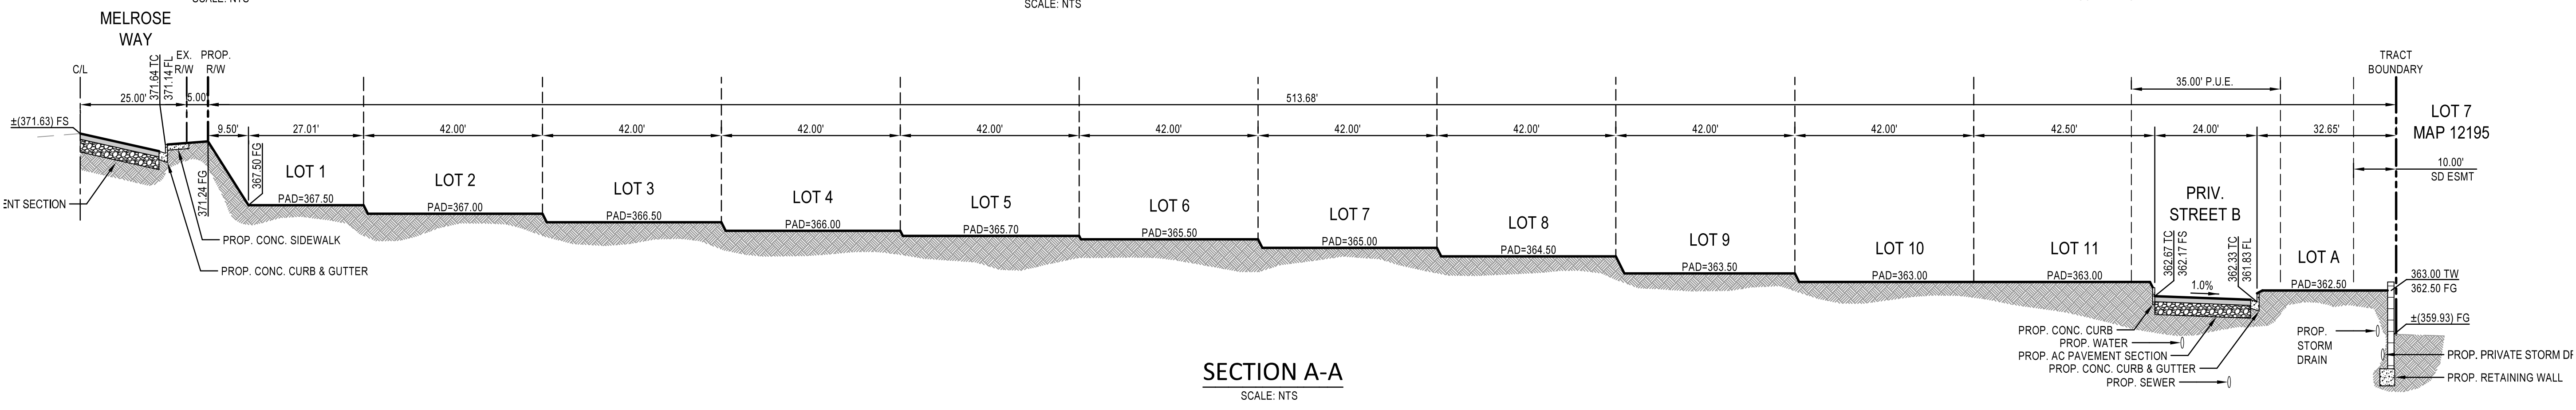 SCALE: NTS
SCALE: NTS
MELROSE
WAY
C/L
371.64 TC
371.14 FL
EX.
R/W
PROP.
R/W
TRACT
BOUNDARY
25.00'
5.00'
513.68'
35.00' P.U.E.
±(371.63) FS
9.50'
27.01'
42.00'
42.00'
42.00'
42.00'
42.00'
42.00'
42.00'
42.00'
42.00'
42.50'
24.00'
32.65'
LOT 7
MAP 12195
10.00'
SD ESMT
371.24 FG
367.50 FG
LOT 1
PAD=367.50
LOT 2
PAD=367.00
LOT 3
PAD=366.50
LOT 4
PAD=366.00
LOT 5
PAD=365.70
LOT 6
PAD=365.50
LOT 7
PAD=365.00
LOT 8
PAD=364.50
LOT 9
PAD=363.50
LOT 10
PAD=363.00
LOT 11
PAD=363.00
PRIV.
STREET B
362.67 TC
362.17 FS
1.0%
362.33 TC
361.83 FL
LOT A
PAD=362.50
363.00 TW
362.50 FG
±(359.93) FG
ENT SECTION
PROP. CONC. SIDEWALK
PROP. CONC. CURB & GUTTER
PROP. CONC. CURB
PROP. WATER
PROP. AC PAVEMENT SECTION
PROP. CONC. CURB & GUTTER
PROP. SEWER
PROP.
STORM
DRAIN
PROP. PRIVATE STORM
PROP. RETAINING WALL
SECTION A-A
SCALE: NTS